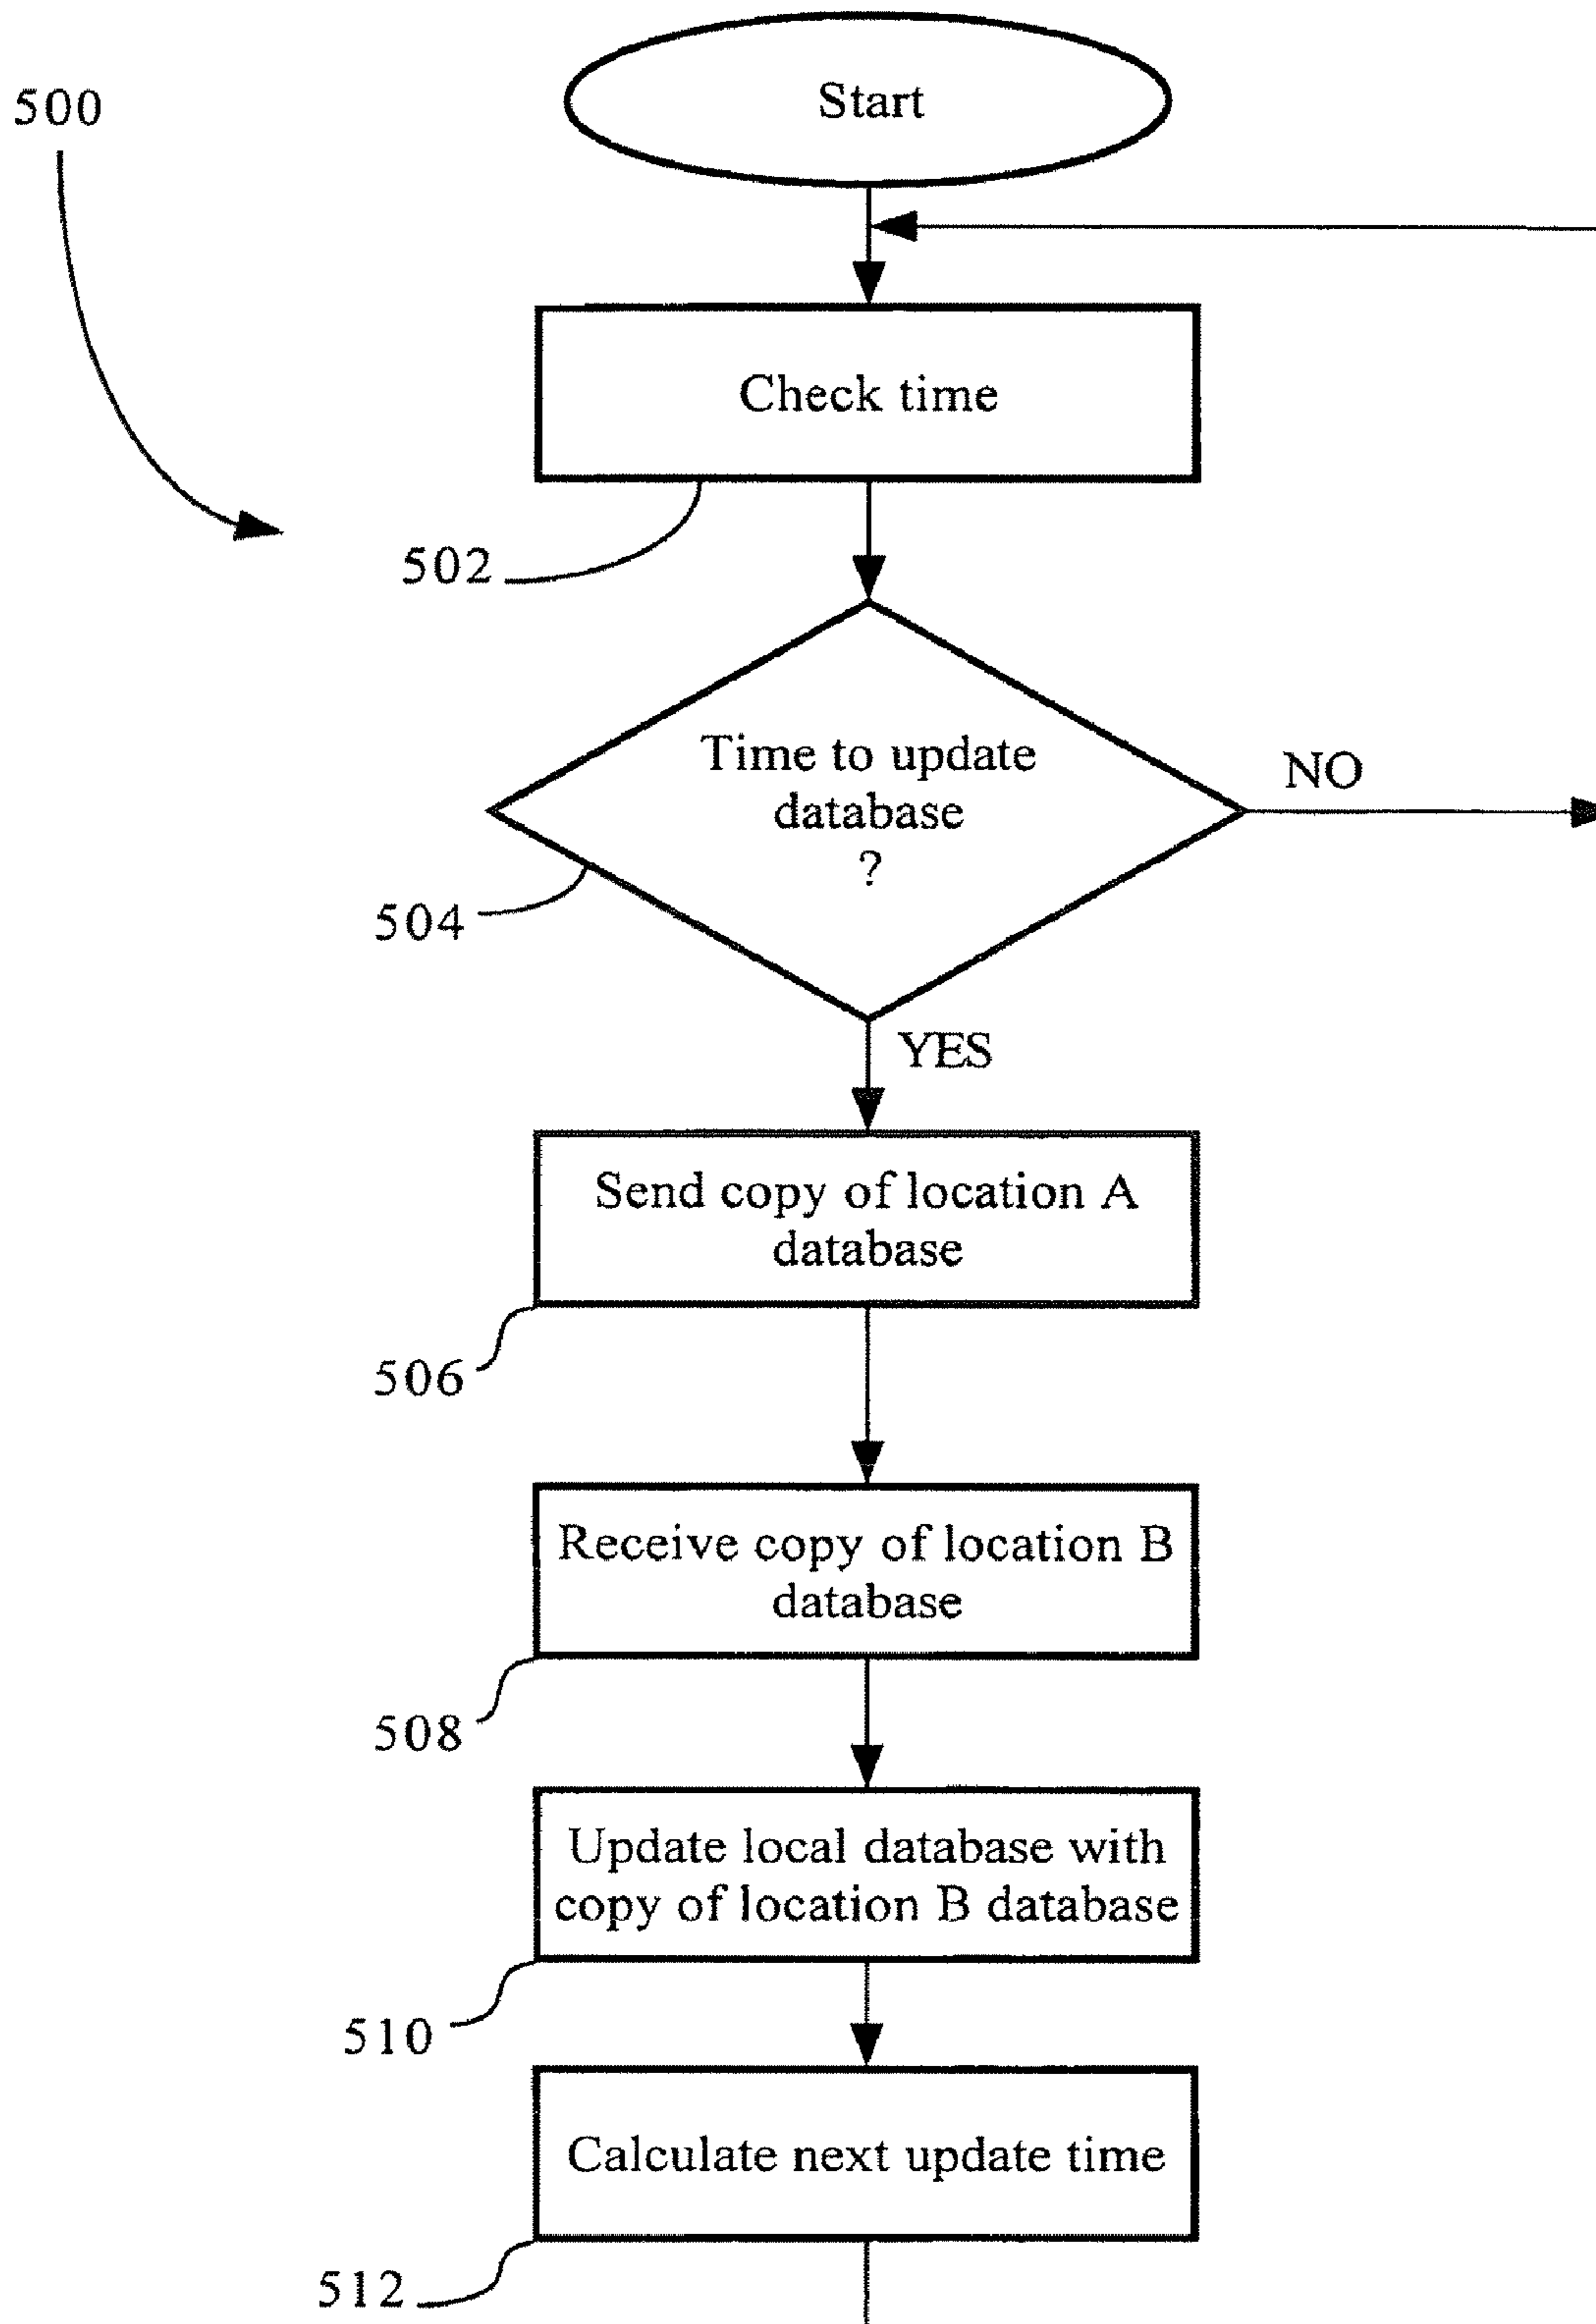 Start
500
Check time
502
Time to update
database
?
NO
504
YES
Send copy of location A
database
506
Receive copy of location B
database
508
Update local database with
copy of location B database
510
Calculate next update time
512